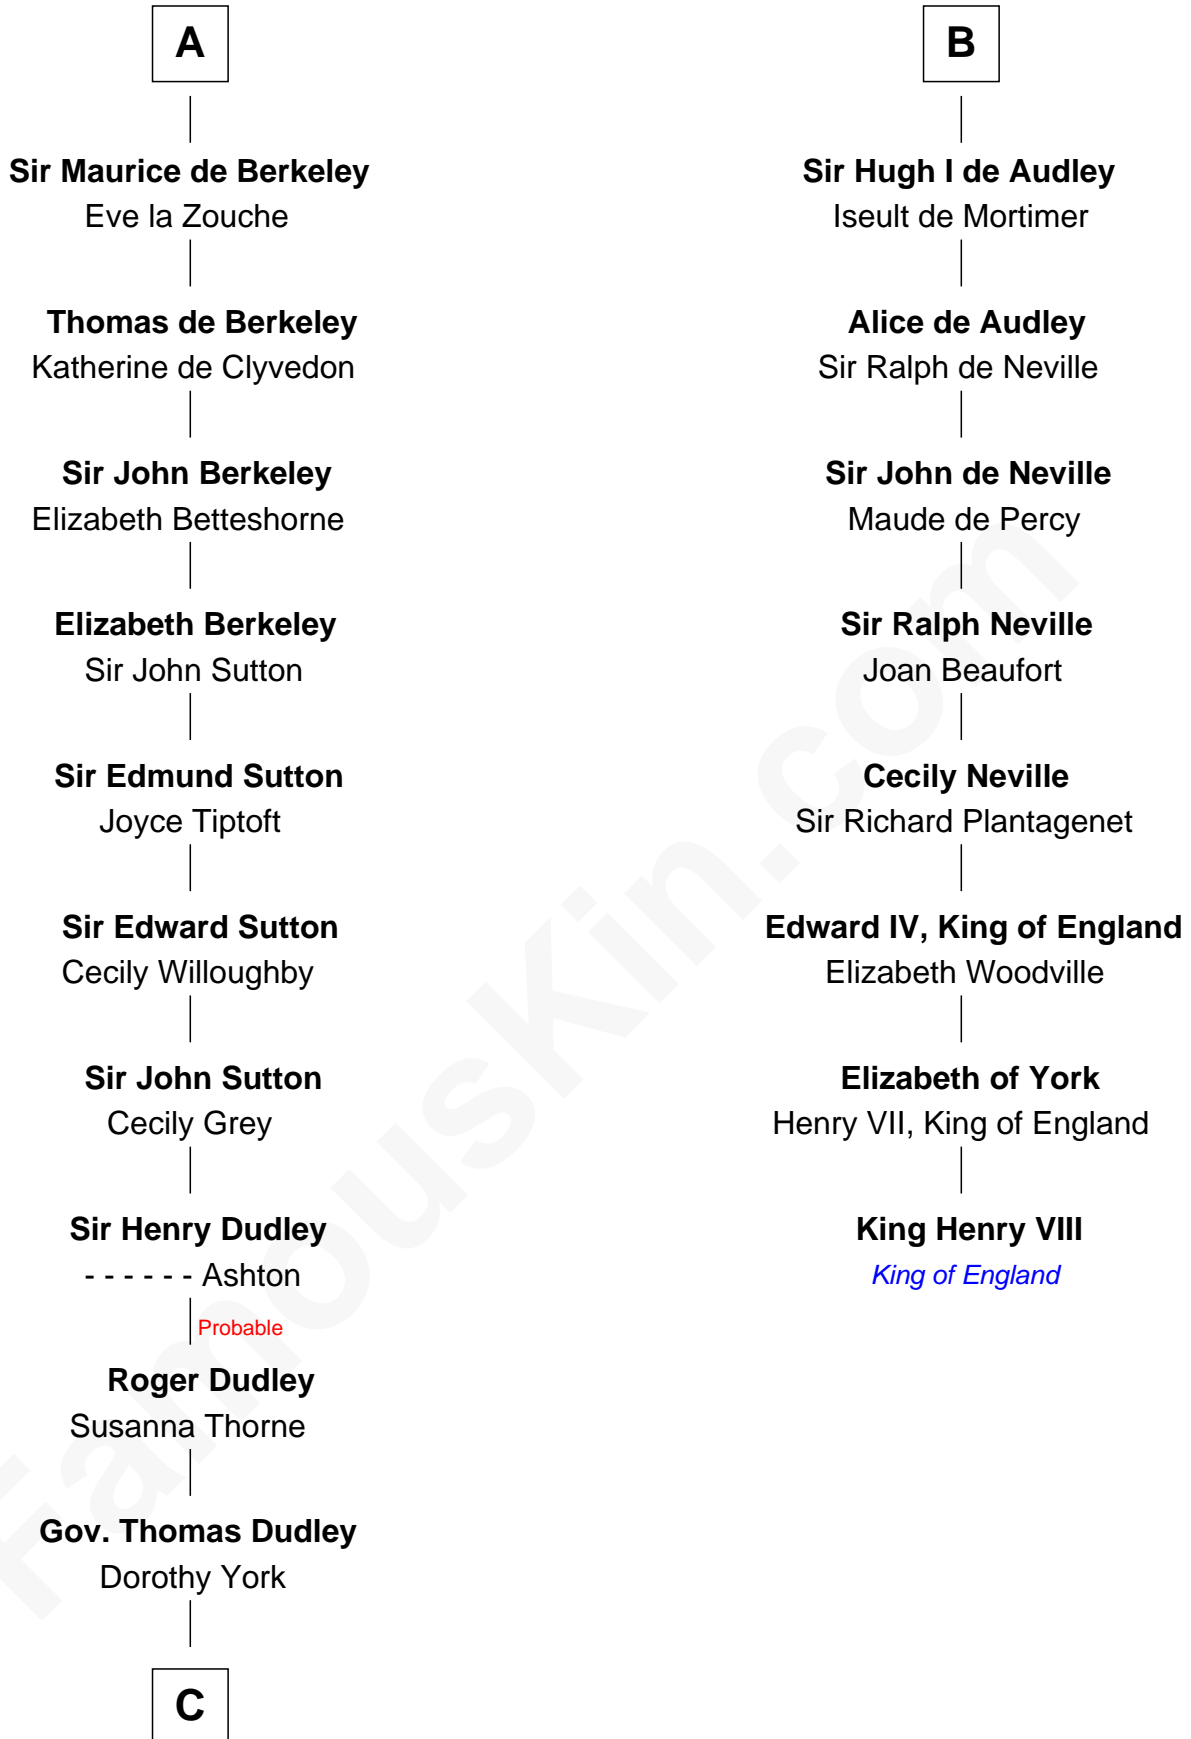 A
Sir Maurice de Berkeley
Eve la Zouche
Thomas de Berkeley
Katherine de Clyvedon
Sir John Berkeley
Elizabeth Betteshorne
Elizabeth Berkeley
Sir John Sutton
Sir Edmund Sutton
Joyce Tiptoft
Sir Edward Sutton
Cecily Willoughby
Sir John Sutton
Cecily Grey
Sir Henry Dudley
- - - - - - Ashton
Probable
Roger Dudley
Susanna Thorne
Gov. Thomas Dudley
Dorothy York
C
B
Sir Hugh I de Audley
Iseult de Mortimer
Alice de Audley
Sir Ralph de Neville
Sir John de Neville
Maude de Percy
Sir Ralph Neville
Joan Beaufort
Cecily Neville
Sir Richard Plantagenet
Edward IV, King of England
Elizabeth Woodville
Elizabeth of York
Henry VII, King of England
King Henry VIII
King of England
FamousKin.com